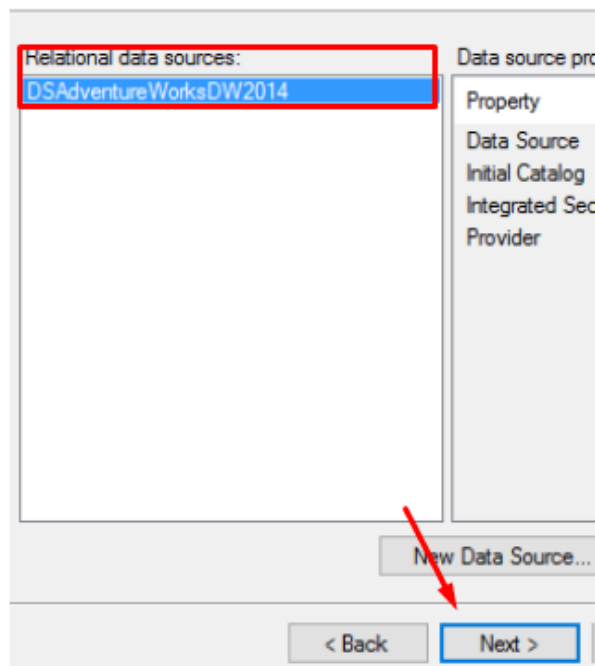 Relational data sources:
DSAdventureWorksDW2014
Data source pro
Property
Data Source
Initial Catalog
Integrated Sec
Provider
New Data Source...
< Back
Next >